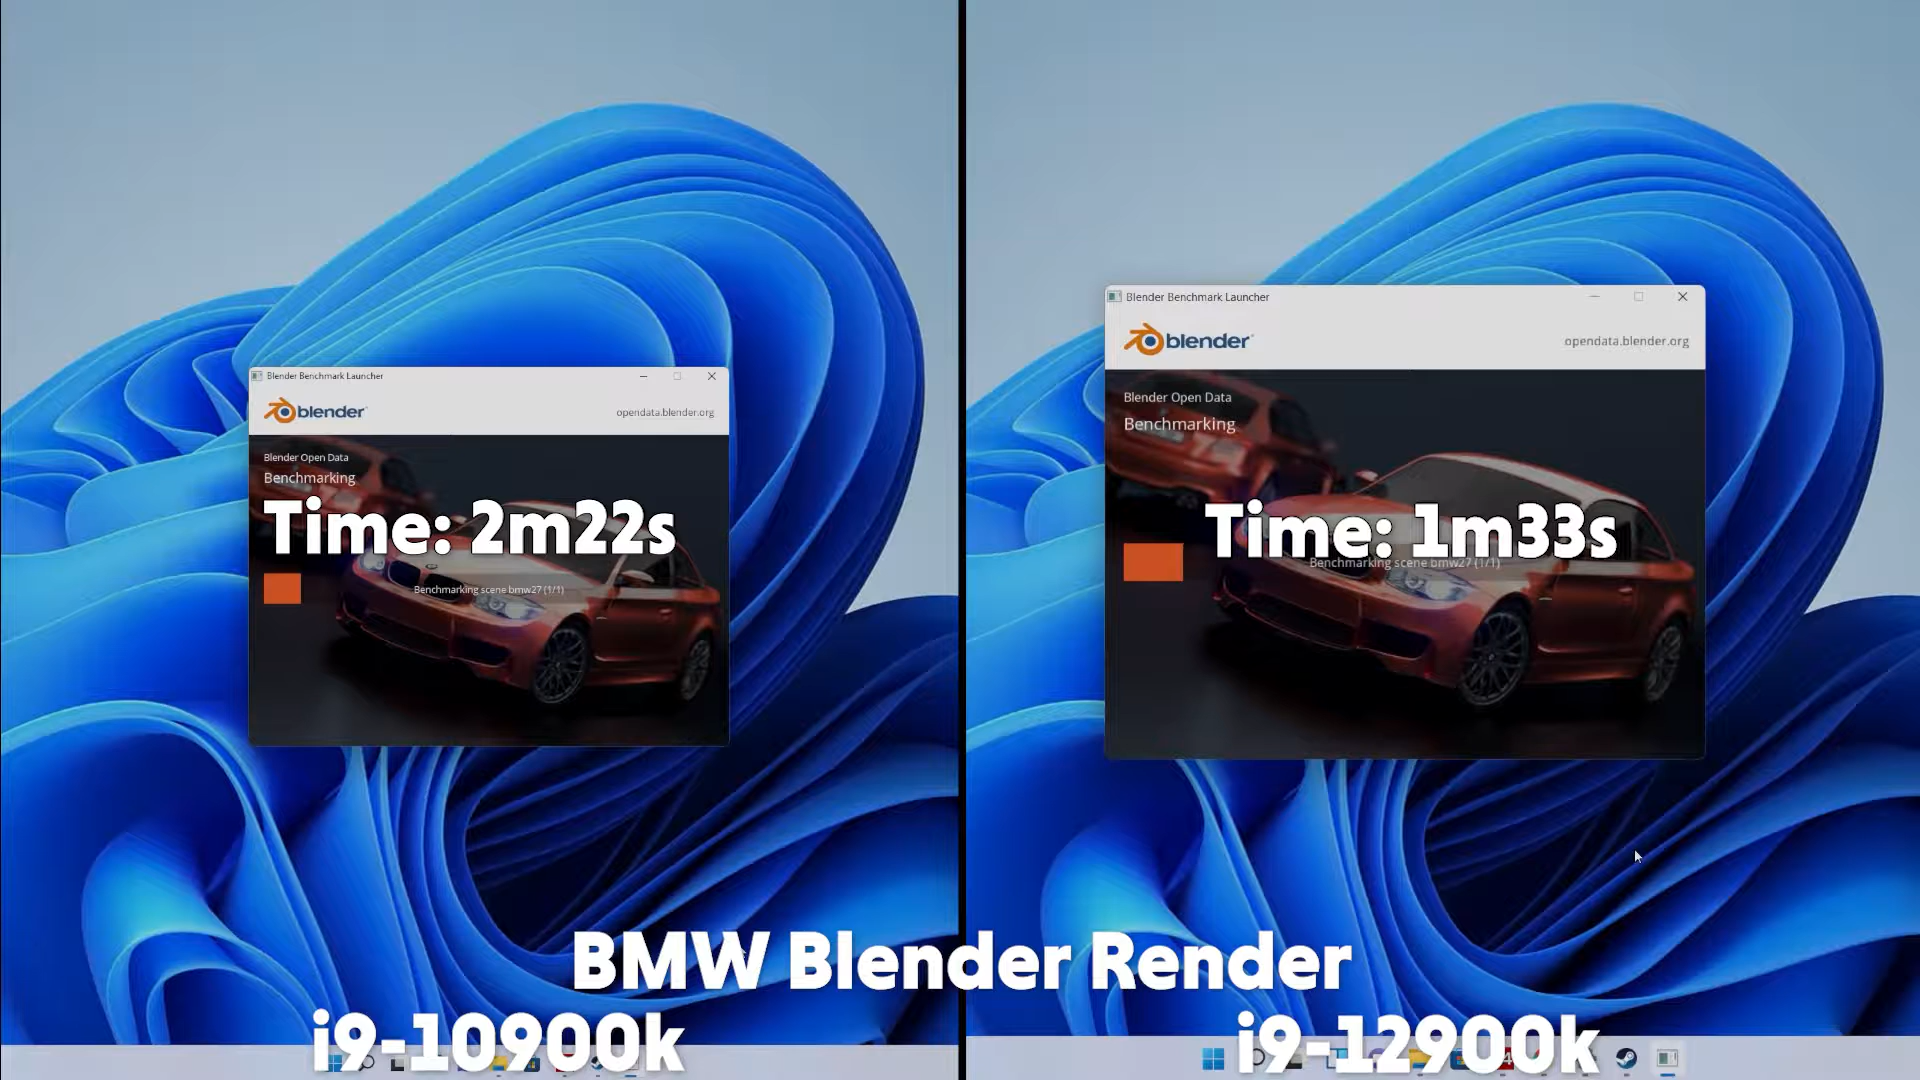 Blender Benchmark Launcher
blender
opendata.blender.org
Blender Open Data
Benchmarking
Time: 2m22s
Benchmarking scene bmw27 (1/1)
Blender Benchmark Launcher
blender
opendata.blender.org
Blender Open Data
Benchmarking
Time: 1m33s
Benchmarking scene bmw27 (1/1)
BMW Blender Render
i9-10900k
i9-12900k